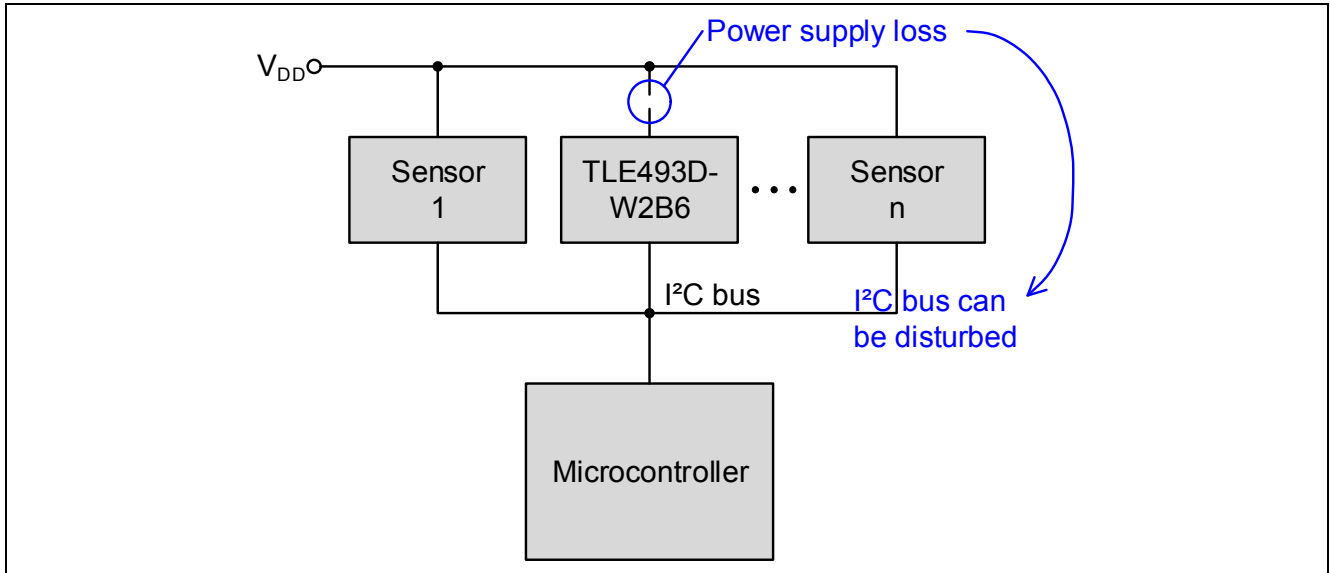 Power supply loss
VDD
Sensor
1
TLE493D-
W2B6
Sensor
n
I²C bus
I²C bus can
be disturbed
Microcontroller